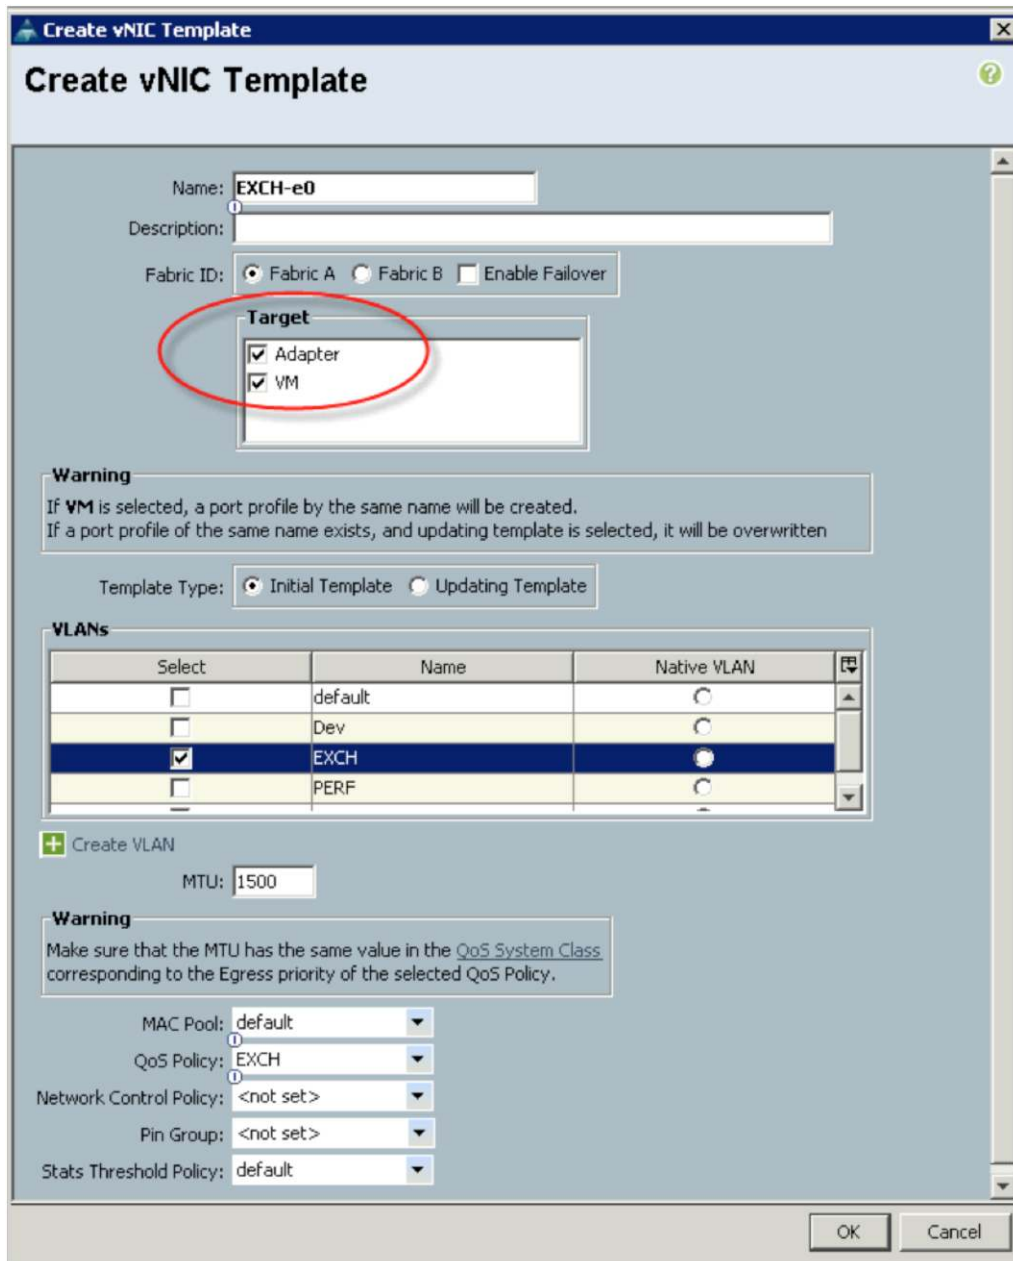 Create vNIC Template
Create vNIC Template
Name: EXCH-e0
Description:
Fabric ID: Fabric A Fabric B Enable Failover
Target
Adapter
VM
Warning
If VM is selected, a port profile by the same name will be created.
If a port profile of the same name exists, and updating template is selected, it will be overwritten
Template Type: Initial Template Updating Template
VLANs
Select Name Native VLAN
default
Dev
EXCH
PERF
Create VLAN
MTU: 1500
Warning
Make sure that the MTU has the same value in the QoS System Class
corresponding to the Egress priority of the selected QoS Policy.
MAC Pool: default
QoS Policy: EXCH
Network Control Policy: <not set>
Pin Group: <not set>
Stats Threshold Policy: default
OK Cancel